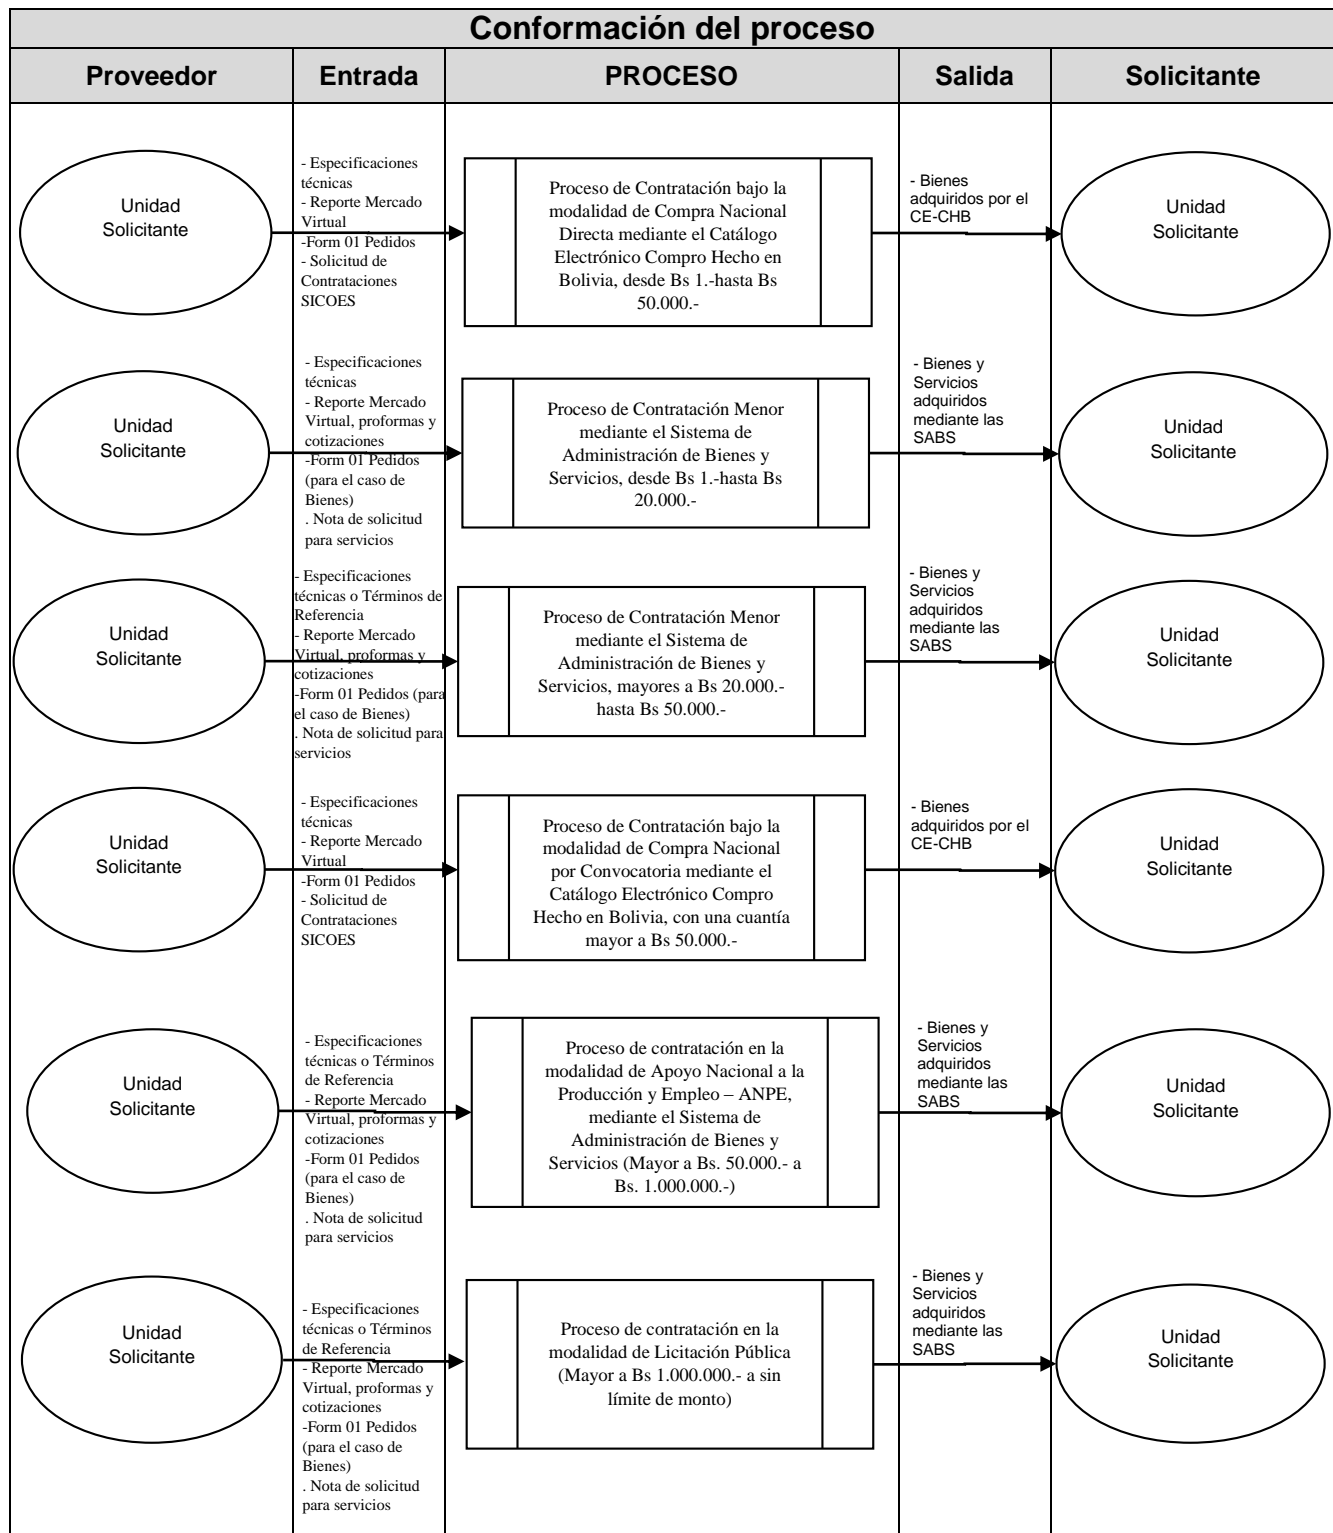 Conformación del proceso
Proveedor
Entrada
PROCESO
Salida
Solicitante
Unidad
Solicitante
- Especificaciones
técnicas
- Reporte Mercado
Virtual
-Form 01 Pedidos
- Solicitud de
Contrataciones
SICOES
Proceso de Contratación bajo la
modalidad de Compra Nacional
Directa mediante el Catálogo
Electrónico Compro Hecho en
Bolivia, desde Bs 1.-hasta Bs
50.000.-
- Bienes
adquiridos por el
CE-CHB
Unidad
Solicitante
Unidad
Solicitante
- Especificaciones
técnicas
- Reporte Mercado
Virtual, proformas y
cotizaciones
-Form 01 Pedidos
(para el caso de
Bienes)
. Nota de solicitud
para servicios
Proceso de Contratación Menor
mediante el Sistema de
Administración de Bienes y
Servicios, desde Bs 1.-hasta Bs
20.000.-
- Bienes y
Servicios
adquiridos
mediante las
SABS
Unidad
Solicitante
Unidad
Solicitante
- Especificaciones
técnicas o Términos de
Referencia
- Reporte Mercado
Virtual, proformas y
cotizaciones
-Form 01 Pedidos (para
el caso de Bienes)
. Nota de solicitud para
servicios
Proceso de Contratación Menor
mediante el Sistema de
Administración de Bienes y
Servicios, mayores a Bs 20.000.-
hasta Bs 50.000.-
- Bienes y
Servicios
adquiridos
mediante las
SABS
Unidad
Solicitante
Unidad
Solicitante
- Especificaciones
técnicas
- Reporte Mercado
Virtual
-Form 01 Pedidos
- Solicitud de
Contrataciones
SICOES
Proceso de Contratación bajo la
modalidad de Compra Nacional
por Convocatoria mediante el
Catálogo Electrónico Compro
Hecho en Bolivia, con una cuantía
mayor a Bs 50.000.-
- Bienes
adquiridos por el
CE-CHB
Unidad
Solicitante
Unidad
Solicitante
- Especificaciones
técnicas o Términos
de Referencia
- Reporte Mercado
Virtual, proformas y
cotizaciones
-Form 01 Pedidos
(para el caso de
Bienes)
. Nota de solicitud
para servicios
Proceso de contratación en la
modalidad de Apoyo Nacional a la
Producción y Empleo – ANPE,
mediante el Sistema de
Administración de Bienes y
Servicios (Mayor a Bs. 50.000.- a
Bs. 1.000.000.-)
- Bienes y
Servicios
adquiridos
mediante las
SABS
Unidad
Solicitante
Unidad
Solicitante
- Especificaciones
técnicas o Términos
de Referencia
- Reporte Mercado
Virtual, proformas y
cotizaciones
-Form 01 Pedidos
(para el caso de
Bienes)
. Nota de solicitud
para servicios
Proceso de contratación en la
modalidad de Licitación Pública
(Mayor a Bs 1.000.000.- a sin
límite de monto)
- Bienes y
Servicios
adquiridos
mediante las
SABS
Unidad
Solicitante